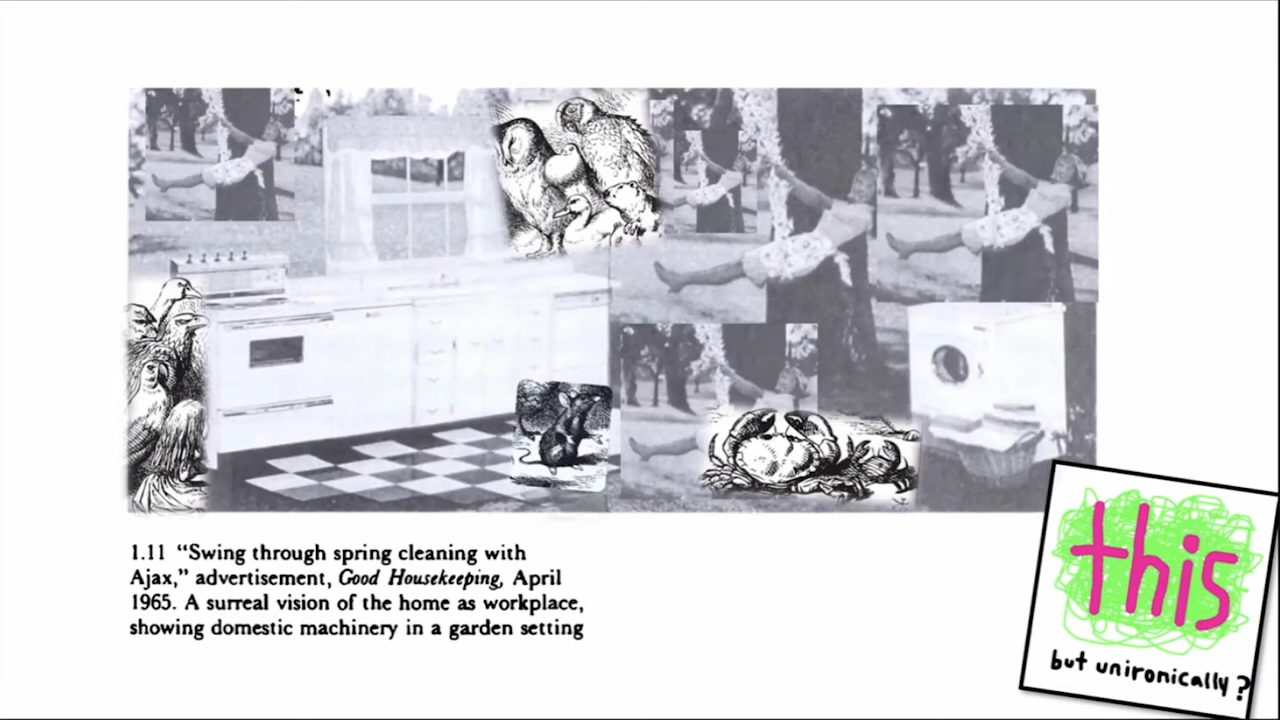 1.11 “Swing through spring cleaning with
Ajax,” advertisement, Good Housekeeping, April
1965. A surreal vision of the home as workplace,
showing domestic machinery in a garden setting
this
but unironically?